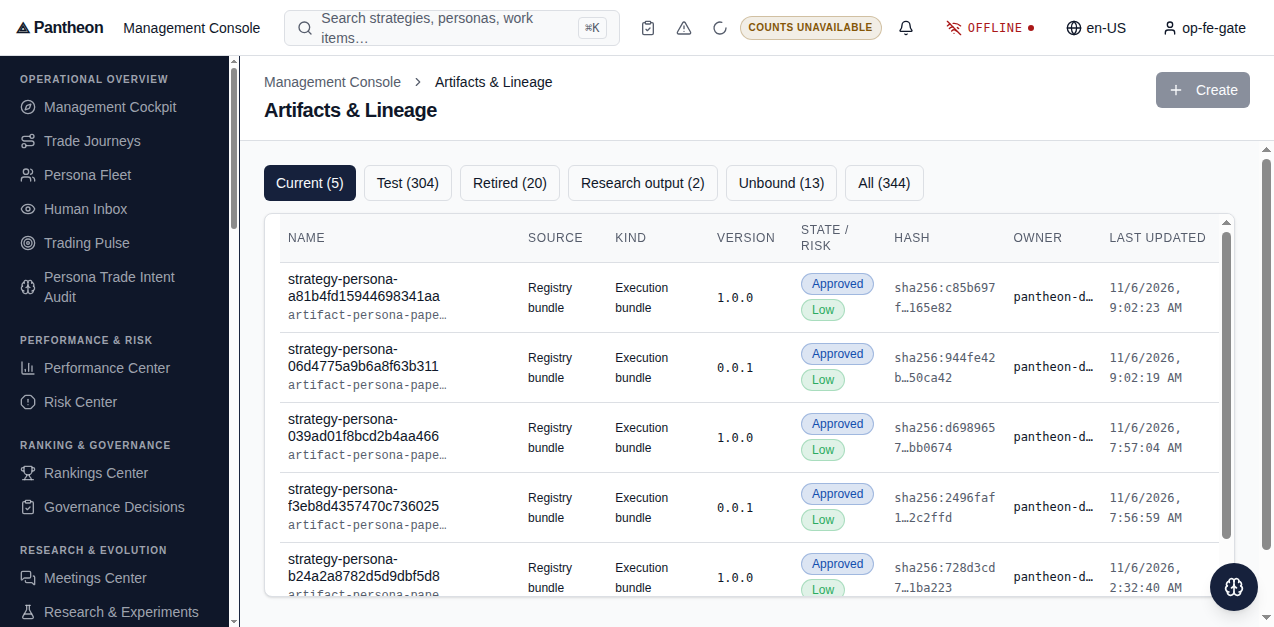 Pantheon
Management Console
Search strategies, personas, work items…
⌘K
COUNTS UNAVAILABLE
OFFLINE
en-US
op-fe-gate
OPERATIONAL OVERVIEW
Management Cockpit
Trade Journeys
Persona Fleet
Human Inbox
Trading Pulse
Persona Trade Intent
Audit
PERFORMANCE & RISK
Performance Center
Risk Center
RANKING & GOVERNANCE
Rankings Center
Governance Decisions
RESEARCH & EVOLUTION
Meetings Center
Research & Experiments
Management Console > Artifacts & Lineage
Artifacts & Lineage
Create
Current (5)
Test (304)
Retired (20)
Research output (2)
Unbound (13)
All (344)
NAME SOURCE KIND VERSION STATE / RISK HASH OWNER LAST UPDATED
strategy-persona-
a81b4fd15944698341aa
artifact-persona-pape…
Registry
bundle
Execution
bundle
1.0.0
Approved
Low
sha256:c85b697
f…165e82
pantheon-d…
11/6/2026,
9:02:23 AM
strategy-persona-
06d4775a9b6a8f63b311
artifact-persona-pape…
Registry
bundle
Execution
bundle
0.0.1
Approved
Low
sha256:944fe42
b…50ca42
pantheon-d…
11/6/2026,
9:02:19 AM
strategy-persona-
039ad01f8bcd2b4aa466
artifact-persona-pape…
Registry
bundle
Execution
bundle
1.0.0
Approved
Low
sha256:d698965
7…bb0674
pantheon-d…
11/6/2026,
7:57:04 AM
strategy-persona-
f3eb8d4357470c736025
artifact-persona-pape…
Registry
bundle
Execution
bundle
0.0.1
Approved
Low
sha256:2496faf
1…2c2ffd
pantheon-d…
11/6/2026,
7:56:59 AM
strategy-persona-
b24a2a8782d5d9dbf5d8
artifact-persona-pape…
Registry
bundle
Execution
bundle
1.0.0
Approved
Low
sha256:728d3cd
7…1ba223
pantheon-d…
11/6/2026,
2:32:40 AM